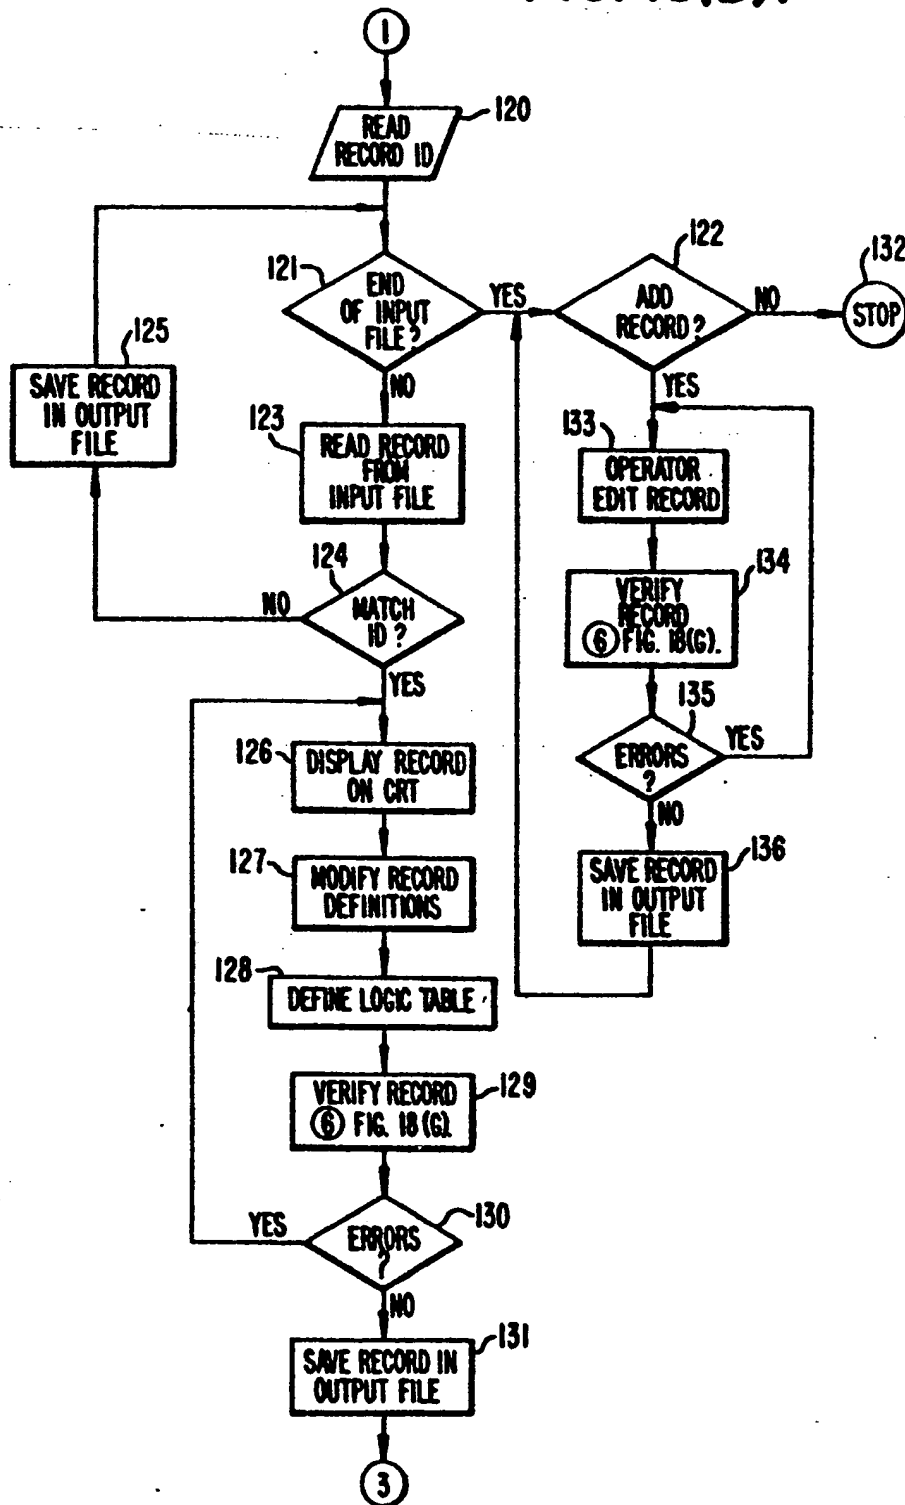 1
READ
RECORD ID
120
121
END
OF INPUT
FILE?
YES
122
ADD
RECORD?
NO
132
STOP
125
SAVE RECORD
IN OUTPUT
FILE
NO
123
READ RECORD
FROM
INPUT FILE
YES
133
OPERATOR
EDIT RECORD
124
MATCH
ID?
NO
YES
134
VERIFY
RECORD
6 FIG. 18(G).
135
ERRORS
?
YES
NO
126
DISPLAY RECORD
ON CRT
127
MODIFY RECORD
DEFINITIONS
136
SAVE RECORD
IN OUTPUT
FILE
128
DEFINE LOGIC TABLE
129
VERIFY RECORD
6 FIG. 18(G).
130
ERRORS
?
YES
NO
131
SAVE RECORD IN
OUTPUT FILE
3